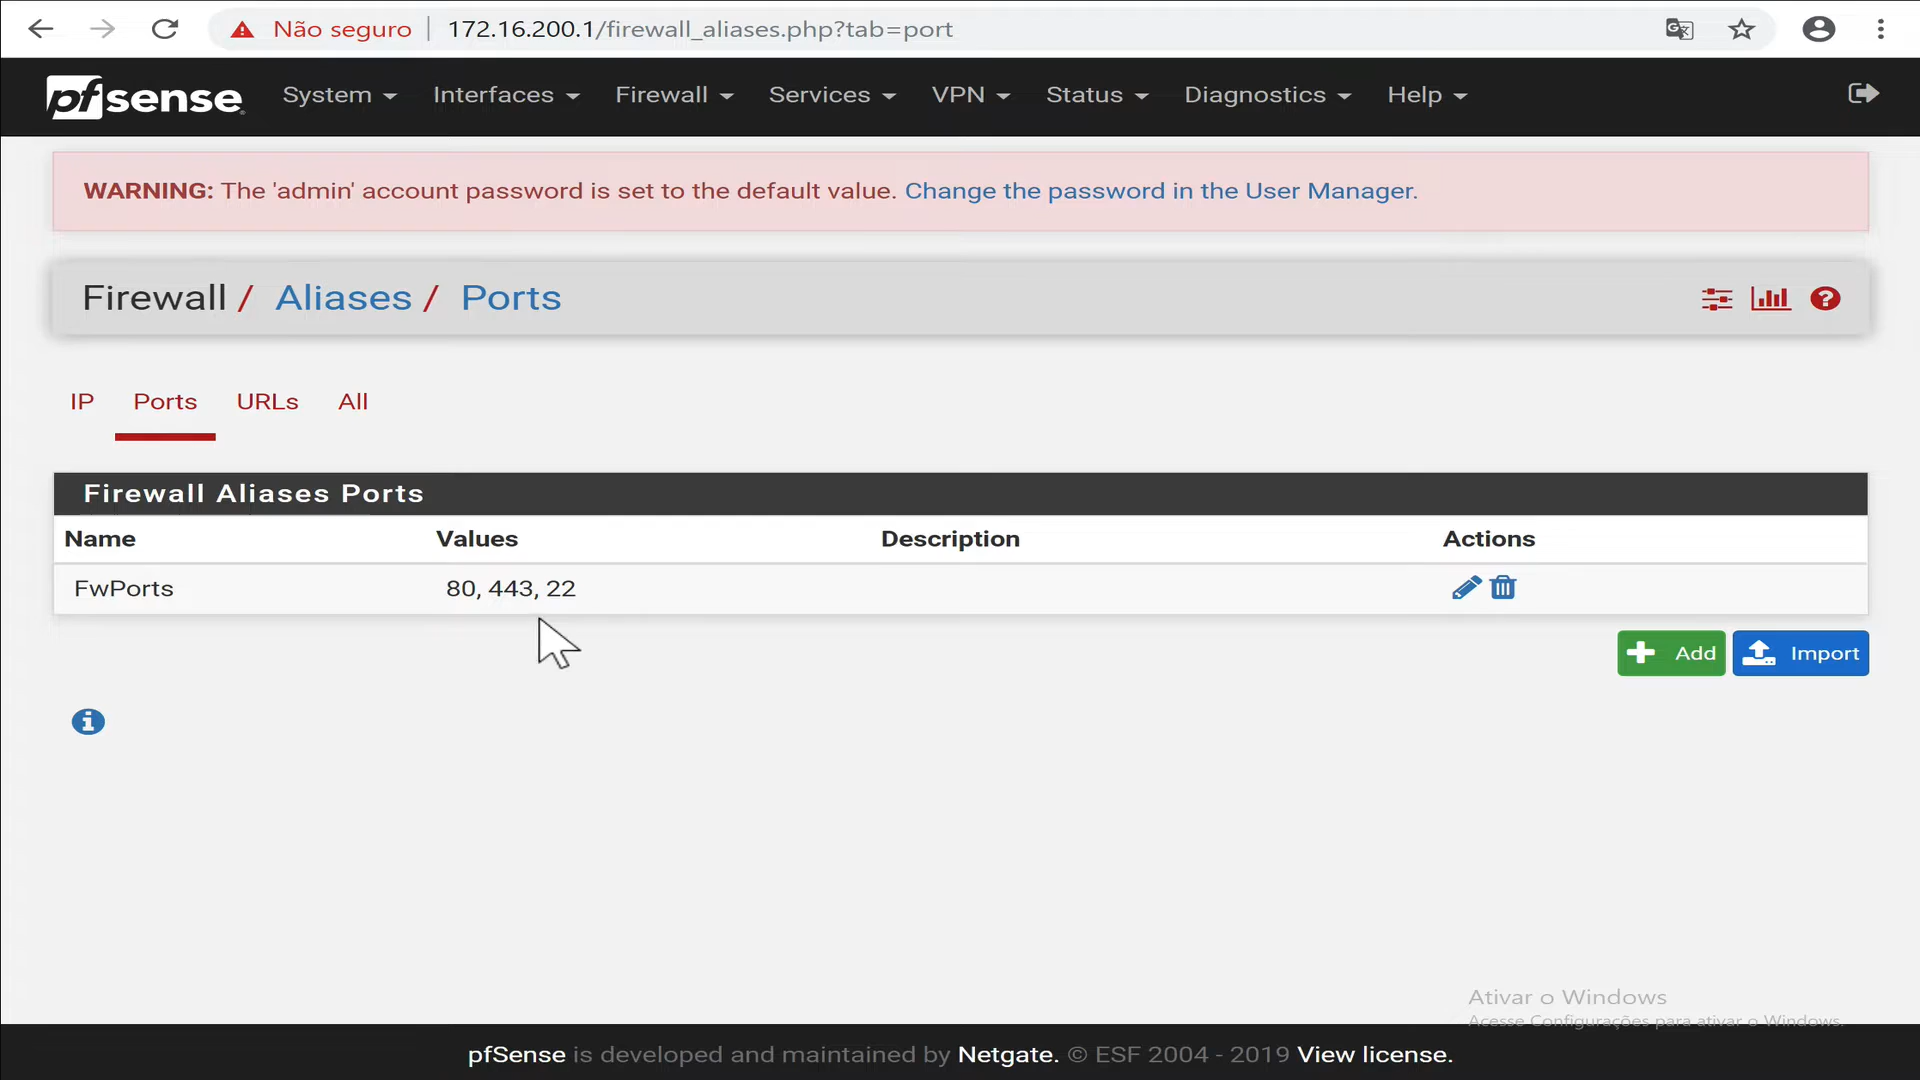 Não seguro 172.16.200.1/firewall_aliases.php?tab=port
pfsense System Interfaces Firewall Services VPN Status Diagnostics Help
WARNING: The 'admin' account password is set to the default value. Change the password in the User Manager.
Firewall / Aliases / Ports
IP Ports URLs All
Firewall Aliases Ports
Name Values Description Actions
FwPorts 80, 443, 22
Add Import
Ativar o Windows
Acesse Configurações para ativar o Windows.
pfSense is developed and maintained by Netgate. © ESF 2004 - 2019 View license.